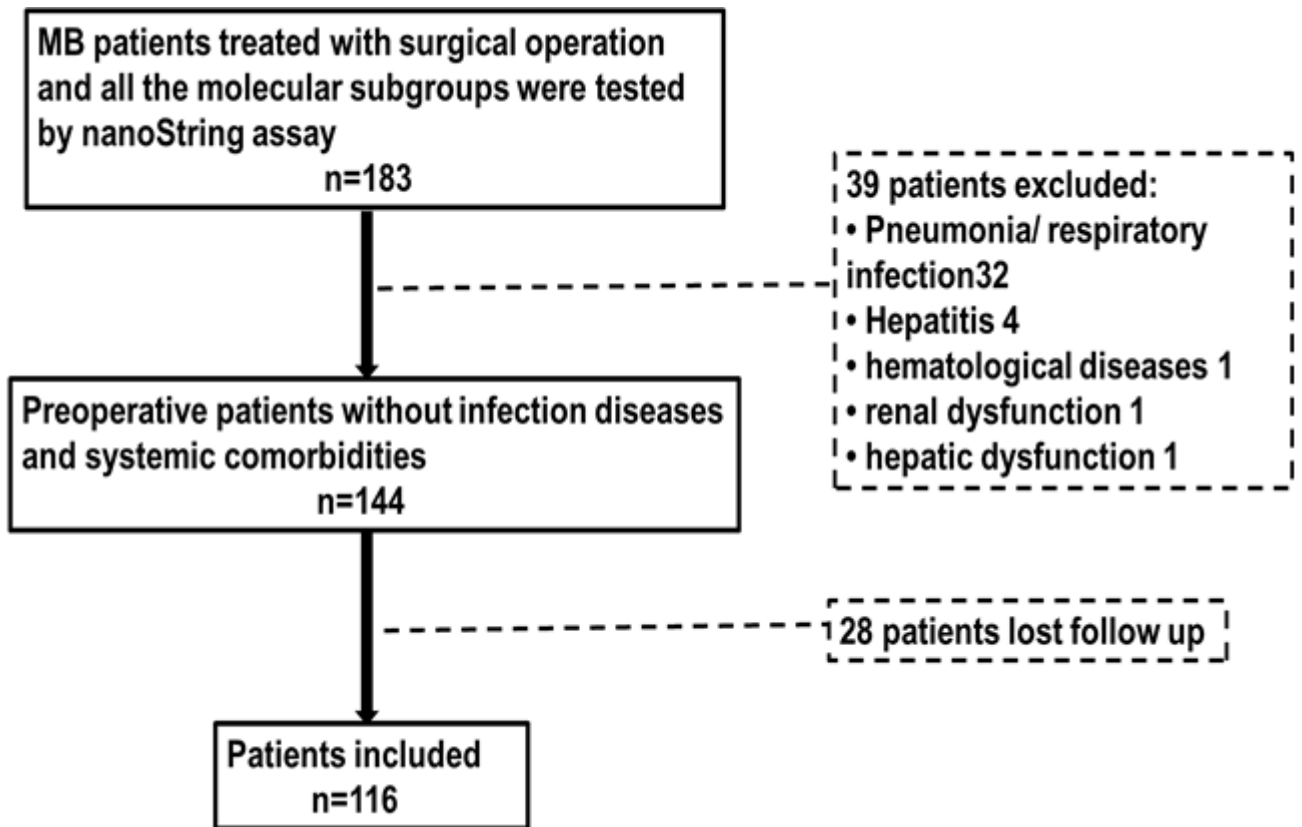 MB patients treated with surgical operation
and all the molecular subgroups were tested
by nanoString assay
n=183
39 patients excluded:
• Pneumonia/ respiratory
infection32
• Hepatitis 4
• hematological diseases 1
• renal dysfunction 1
• hepatic dysfunction 1
Preoperative patients without infection diseases
and systemic comorbidities
n=144
28 patients lost follow up
Patients included
n=116